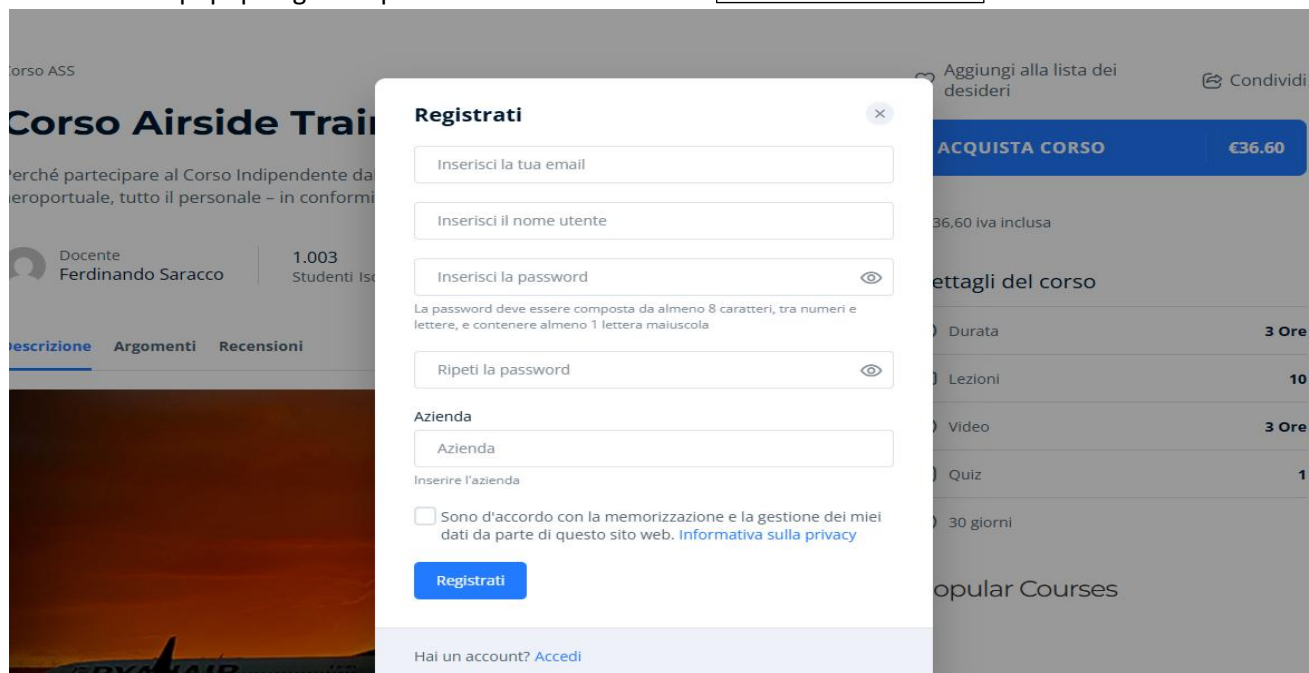 Corso ASS
Corso Airside Trai
Perché partecipare al Corso Indipendente da
aeroportuale, tutto il personale – in conformi
Docente
Ferdinando Saracco
1.003
Studenti Isc
Descrizione Argomenti Recensioni
Registrati
Inserisci la tua email
Inserisci il nome utente
Inserisci la password
La password deve essere composta da almeno 8 caratteri, tra numeri e
lettere, e contenere almeno 1 lettera maiuscola
Ripeti la password
Azienda
Azienda
Inserire l'azienda
Sono d'accordo con la memorizzazione e la gestione dei miei
dati da parte di questo sito web. Informativa sulla privacy
Registrati
Hai un account? Accedi
Aggiungi alla lista dei
desideri
Condividi
ACQUISTA CORSO €36.60
36,60 iva inclusa
ettagli del corso
Durata 3 Ore
Lezioni 10
Video 3 Ore
Quiz 1
30 giorni
opular Courses
RYANAIR